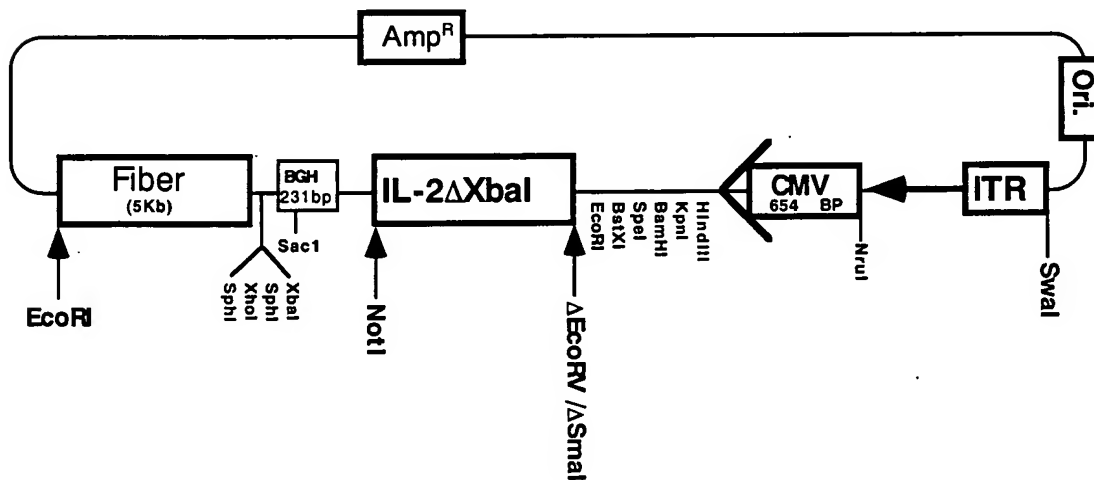 Amp^R
Ori.
Fiber
(5Kb)
BGH
231bp
IL-2ΔXbaI
CMV
654 BP
ITR
Sac1
EcoRI
SphI
XhoI
SphI
XbaI
NotI
ΔEcoRV /ΔSmaI
EcoRI
BstXI
SpeI
BamHI
KpnI
HIndIII
NruI
SwaI